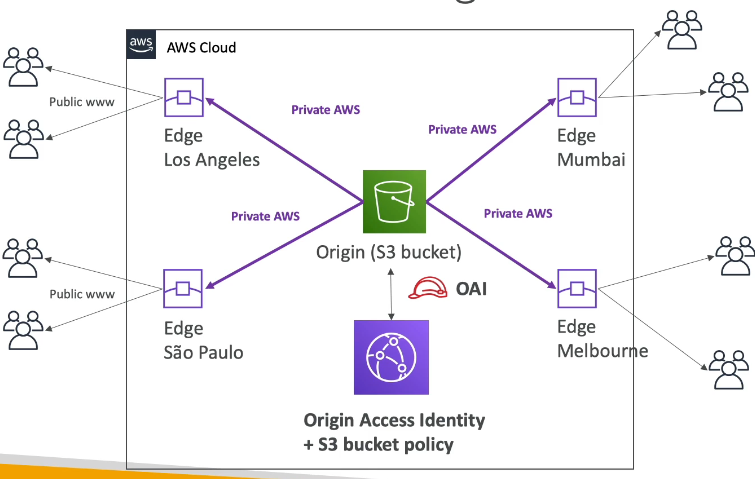 aws
AWS Cloud
Public www
Private AWS
Private AWS
Edge
Los Angeles
Edge
Mumbai
Private AWS
Private AWS
Origin (S3 bucket)
OAI
Public www
Edge
São Paulo
Edge
Melbourne
Origin Access Identity
+ S3 bucket policy